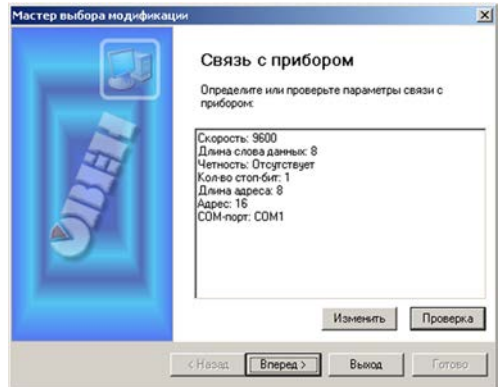 Мастер выбора модификации
ОВЕН
Связь с прибором
Определите или проверьте параметры связи с
прибором:
Скорость: 9600
Длина слова данных: 8
Четность: Отсутствует
Кол-во стоп-бит: 1
Длина адреса: 8
Адрес: 16
COM-порт: COM1
Изменить
Проверка
< Назад
Вперед >
Выход
Готово